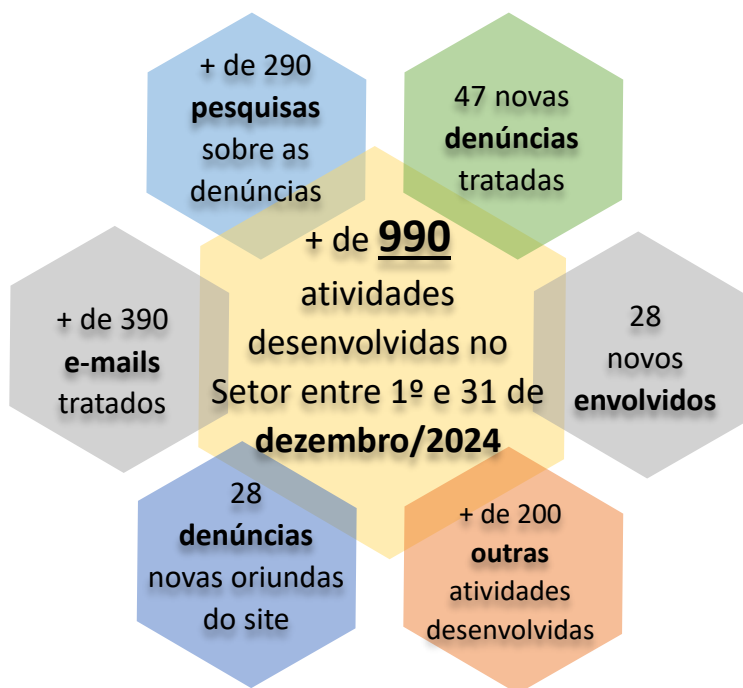 + de 290
pesquisas
sobre as
denúncias
47 novas
denúncias
tratadas
+ de 990
atividades
desenvolvidas no
Setor entre 1º e 31 de
dezembro/2024
+ de 390
e-mails
tratados
28
novos
envolvidos
28
denúncias
novas oriundas
do site
+ de 200
outras
atividades
desenvolvidas